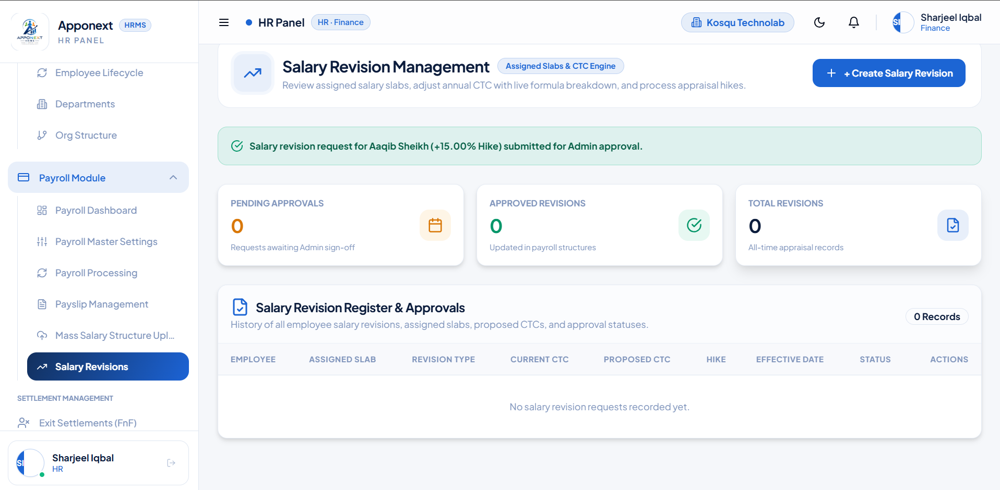 APPONEXT
HRMS
Apponext
HRMS
HR PANEL
Employee Lifecycle
Departments
Org Structure
Payroll Module
Payroll Dashboard
Payroll Master Settings
Payroll Processing
Payslip Management
Mass Salary Structure Upl...
Salary Revisions
SETTLEMENT MANAGEMENT
Exit Settlements (FnF)
SI
Sharjeel Iqbal
HR
HR Panel
HR · Finance
Kosqu Technolab
SI
Sharjeel Iqbal
Finance
Salary Revision Management
Assigned Slabs & CTC Engine
Review assigned salary slabs, adjust annual CTC with live formula breakdown, and process appraisal hikes.
+ Create Salary Revision
Salary revision request for Aaqib Sheikh (+15.00% Hike) submitted for Admin approval.
PENDING APPROVALS
0
Requests awaiting Admin sign-off
APPROVED REVISIONS
0
Updated in payroll structures
TOTAL REVISIONS
0
All-time appraisal records
Salary Revision Register & Approvals
History of all employee salary revisions, assigned slabs, proposed CTCs, and approval statuses.
0 Records
EMPLOYEE ASSIGNED SLAB REVISION TYPE CURRENT CTC PROPOSED CTC HIKE EFFECTIVE DATE STATUS ACTIONS
No salary revision requests recorded yet.